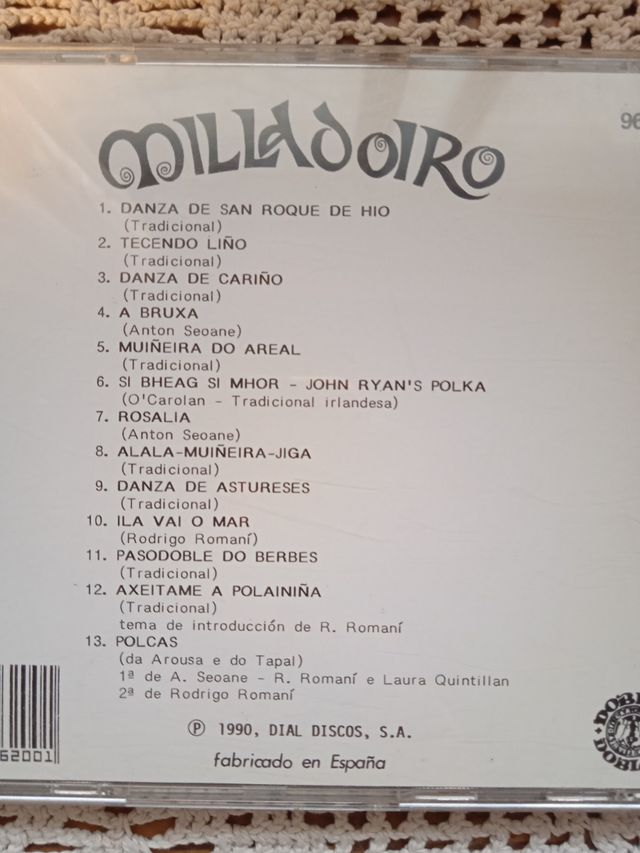 MILLADOIRO
96
1. DANZA DE SAN ROQUE DE HIO
(Tradicional)
2. TECENDO LIÑO
(Tradicional)
3. DANZA DE CARIÑO
(Tradicional)
4. A BRUXA
(Anton Seoane)
5. MUIÑEIRA DO AREAL
(Tradicional)
6. SI BHEAG SI MHOR - JOHN RYAN'S POLKA
(O'Carolan - Tradicional irlandesa)
7. ROSALIA
(Anton Seoane)
8. ALALA-MUIÑEIRA-JIGA
(Tradicional)
9. DANZA DE ASTURESES
(Tradicional)
10. ILA VAI O MAR
(Rodrigo Romaní)
11. PASODOBLE DO BERBES
(Tradicional)
12. AXEITAME A POLAINIÑA
(Tradicional)
tema de introducción de R. Romaní
13. POLCAS
(da Arousa e do Tapal)
1ª de A. Seoane - R. Romaní e Laura Quintillan
2ª de Rodrigo Romaní
62001
Ⓟ 1990, DIAL DISCOS, S.A.
fabricado en España